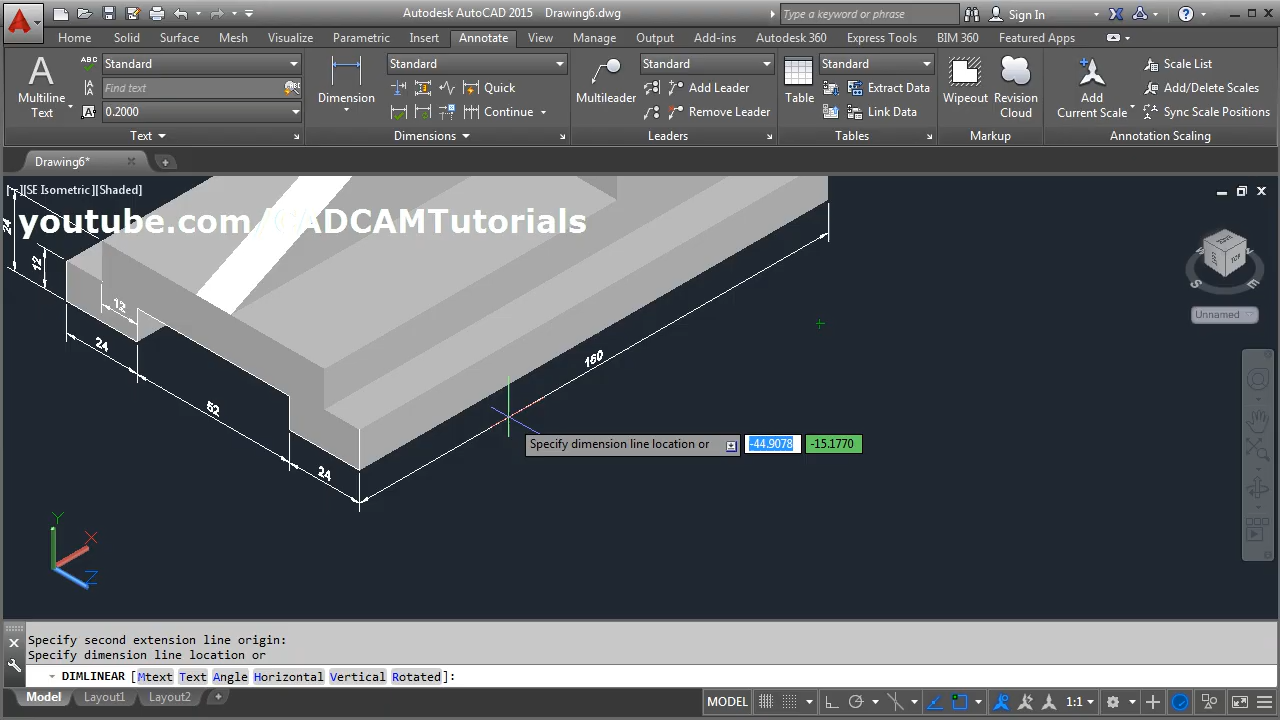 Autodesk AutoCAD 2015 Drawing6.dwg
Type a keyword or phrase
Sign In
Home Solid Surface Mesh Visualize Parametric Insert Annotate View Manage Output Add-ins Autodesk 360 Express Tools BIM 360 Featured Apps
A
Multiline
Text
ABC
Standard
Find text
0.2000
Text
Dimension
Standard
Quick
Continue
Dimensions
Multileader
Standard
Add Leader
Remove Leader
Leaders
Table
Standard
Extract Data
Link Data
Tables
Wipeout
Revision
Cloud
Markup
Add
Current Scale
Scale List
Add/Delete Scales
Sync Scale Positions
Annotation Scaling
Drawing6*
][SE Isometric][Shaded]
youtube.com/CADCAMTutorials
24
12
12
24
52
24
160
TOP
S
E
Unnamed
Specify dimension line location or -44.9078 -15.1770
Y
X
Z
Specify second extension line origin:
Specify dimension line location or
DIMLINEAR [Mtext Text Angle Horizontal Vertical Rotated]:
Model Layout1 Layout2 +
MODEL
1:1